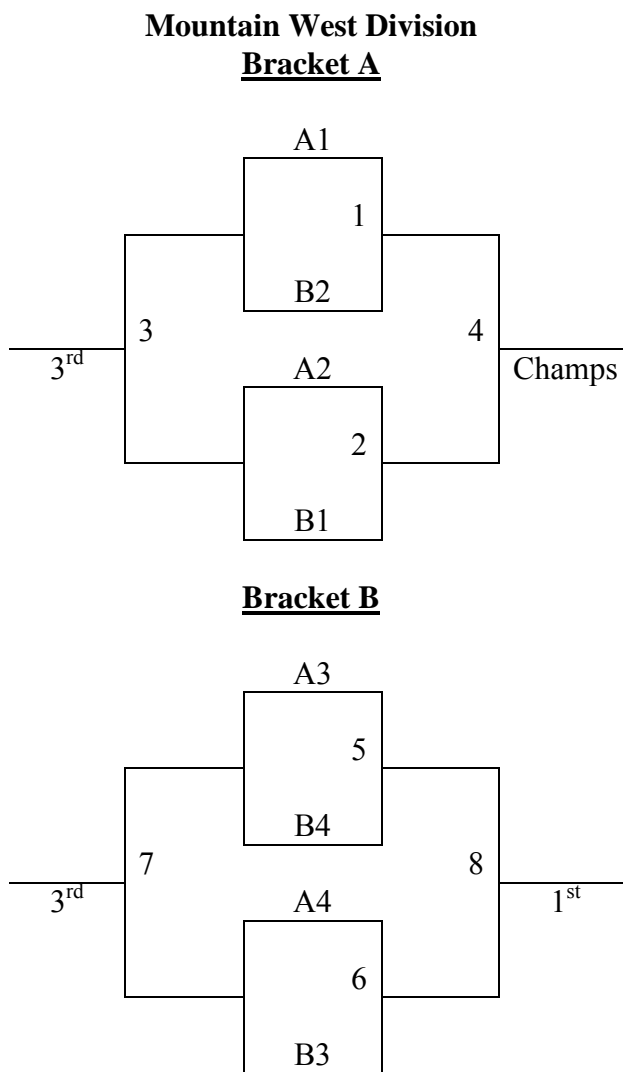 Mountain West Division
Bracket A
A1
1
B2
3
4
3rd
A2
Champs
2
B1
Bracket B
A3
5
B4
7
8
3rd
A4
1st
6
B3